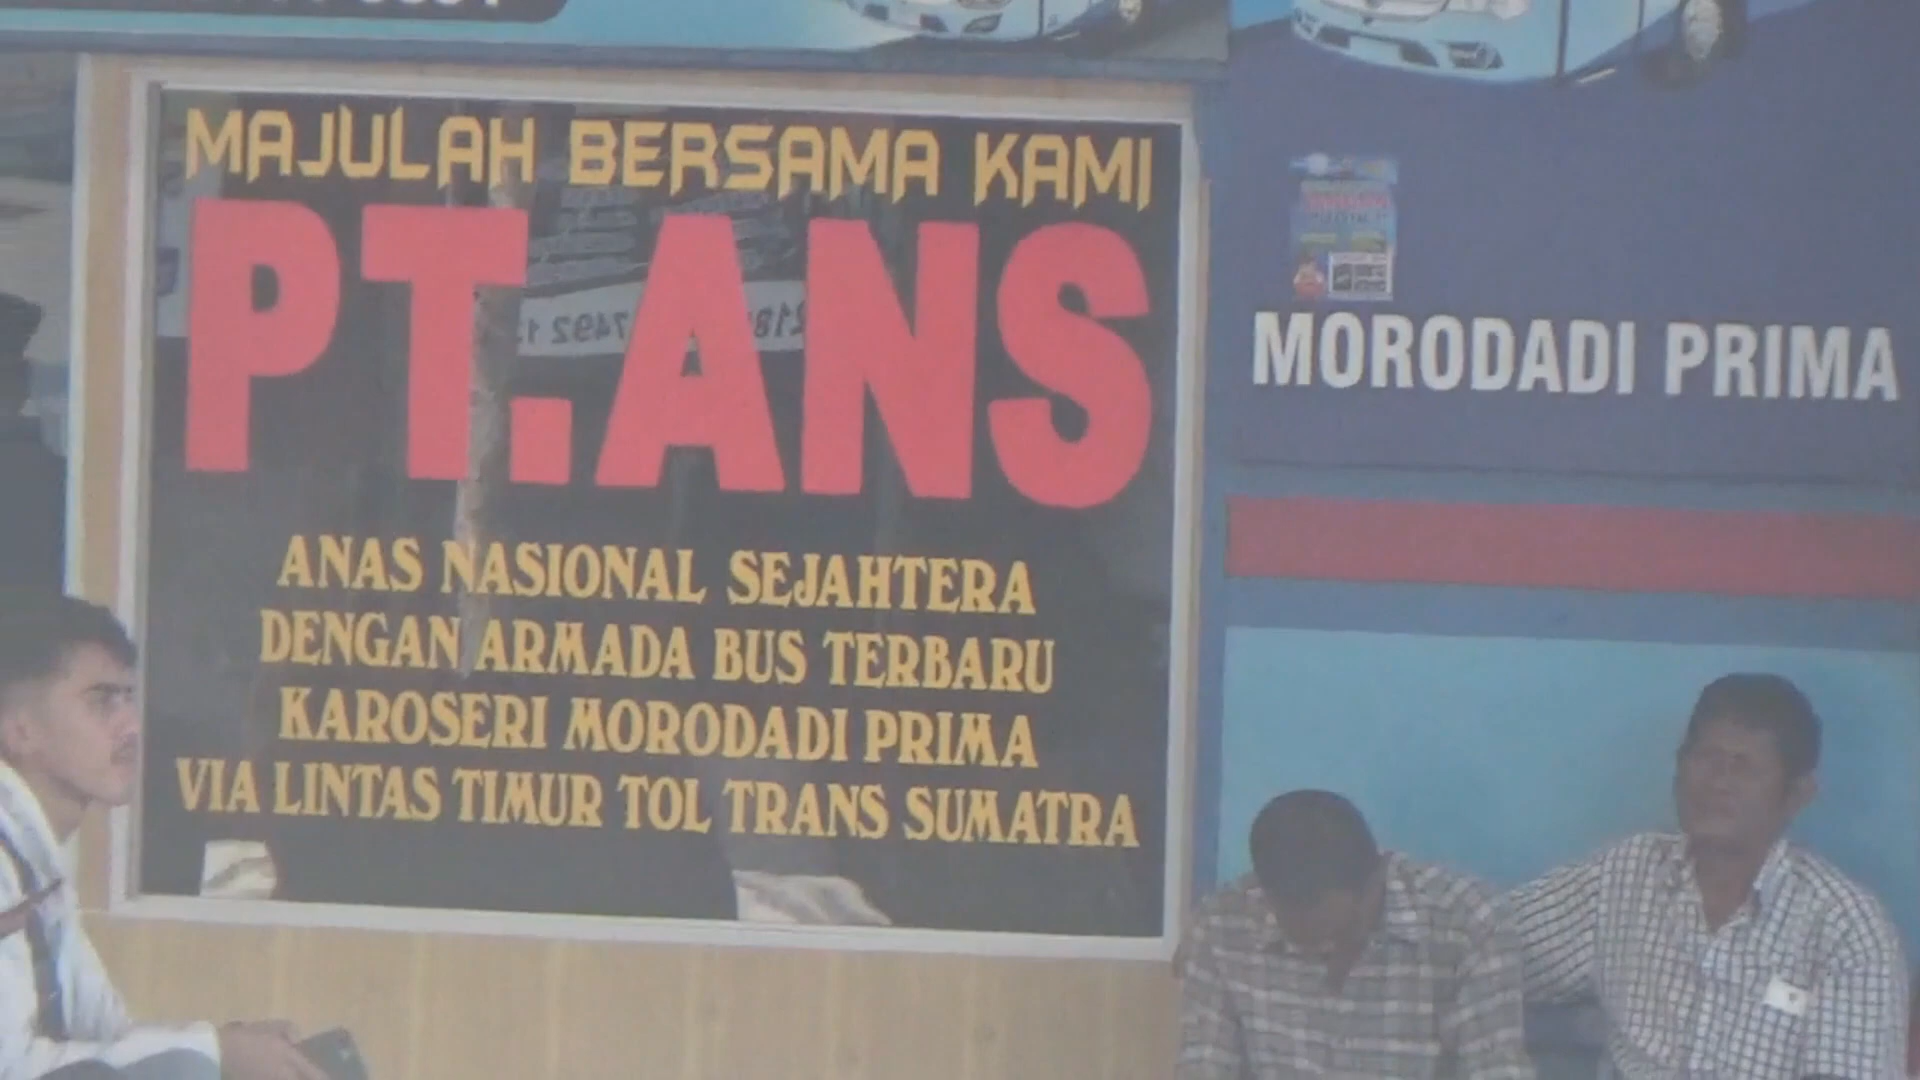 MAJULAH BERSAMA KAMI
PT.ANS
ANAS NASIONAL SEJAHTERA
DENGAN ARMADA BUS TERBARU
KAROSERI MORODADI PRIMA
VIA LINTAS TIMUR TOL TRANS SUMATRA
MORODADI PRIMA